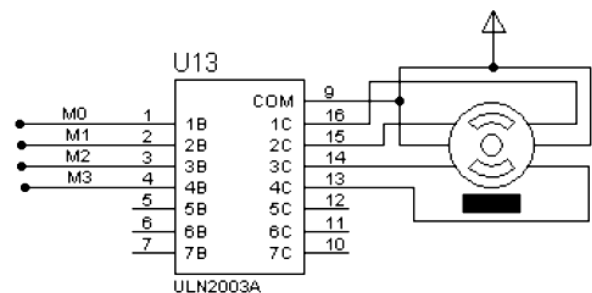 U13
COM 9
M0 1 1B 1C 16
M1 2 2B 2C 15
M2 3 3B 3C 14
M3 4 4B 4C 13
5 5B 5C 12
6 6B 6C 11
7 7B 7C 10
ULN2003A